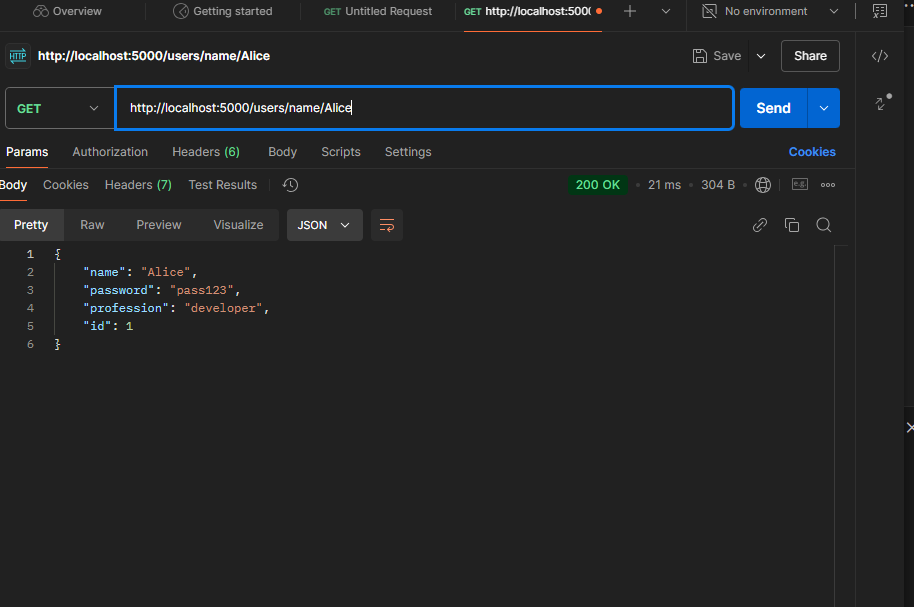 Overview Getting started GET Untitled Request GET http://localhost:500( No environment
HTTP http://localhost:5000/users/name/Alice Save Share
GET http://localhost:5000/users/name/Alice Send
Params Authorization Headers (6) Body Scripts Settings Cookies
Body Cookies Headers (7) Test Results 200 OK 21 ms 304 B e.g.
Pretty Raw Preview Visualize JSON
1 {
2 "name": "Alice",
3 "password": "pass123",
4 "profession": "developer",
5 "id": 1
6 }